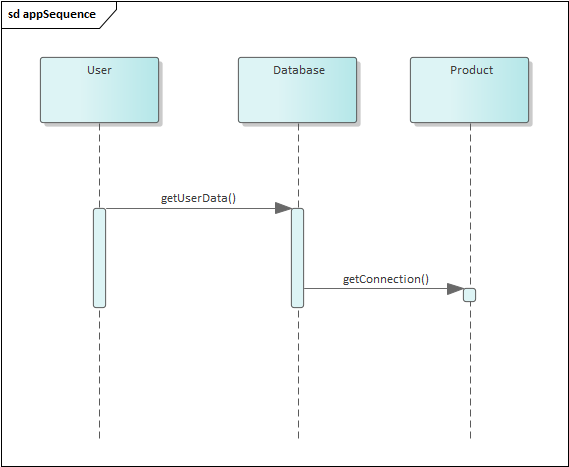 sd appSequence
User
Database
Product
getUserData()
getConnection()